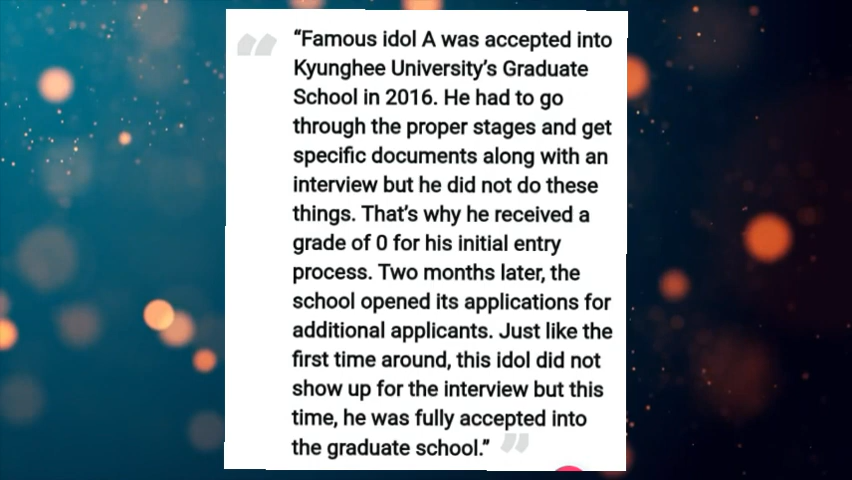 “Famous idol A was accepted into
Kyunghee University’s Graduate
School in 2016. He had to go
through the proper stages and get
specific documents along with an
interview but he did not do these
things. That’s why he received a
grade of 0 for his initial entry
process. Two months later, the
school opened its applications for
additional applicants. Just like the
first time around, this idol did not
show up for the interview but this
time, he was fully accepted into
the graduate school.”